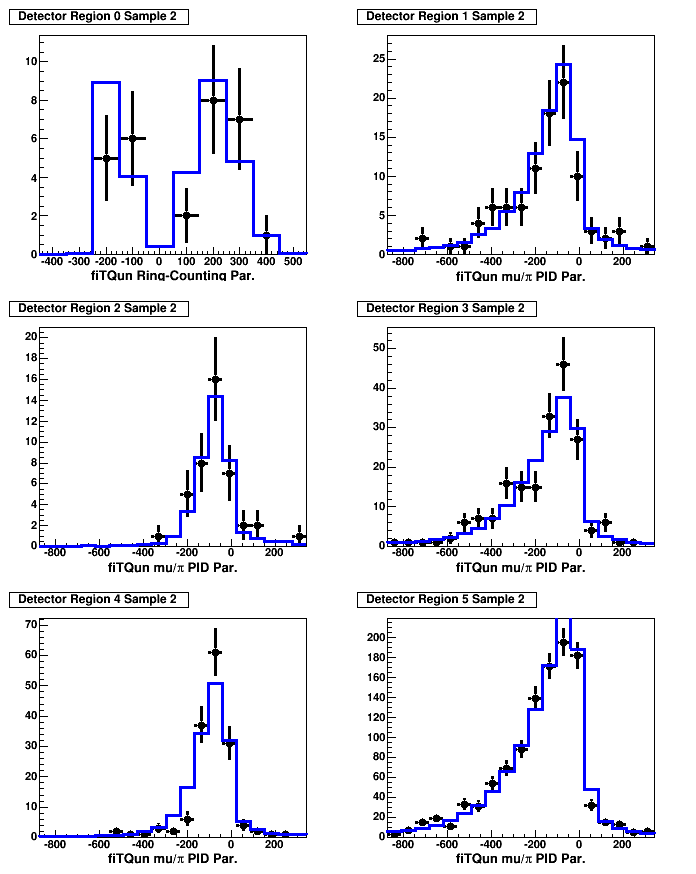 Detector Region 0 Sample 2
Detector Region 1 Sample 2
10
8
6
4
2
0
-400 -300 -200 -100 0 100 200 300 400 500
fiTQun Ring-Counting Par.
25
20
15
10
5
0
-800 -600 -400 -200 0 200
fiTQun mu/π PID Par.
Detector Region 2 Sample 2
Detector Region 3 Sample 2
20
18
16
14
12
10
8
6
4
2
0
-800 -600 -400 -200 0 200
fiTQun mu/π PID Par.
50
40
30
20
10
0
-800 -600 -400 -200 0 200
fiTQun mu/π PID Par.
Detector Region 4 Sample 2
Detector Region 5 Sample 2
70
60
50
40
30
20
10
0
-800 -600 -400 -200 0 200
fiTQun mu/π PID Par.
200
180
160
140
120
100
80
60
40
20
0
-800 -600 -400 -200 0 200
fiTQun mu/π PID Par.